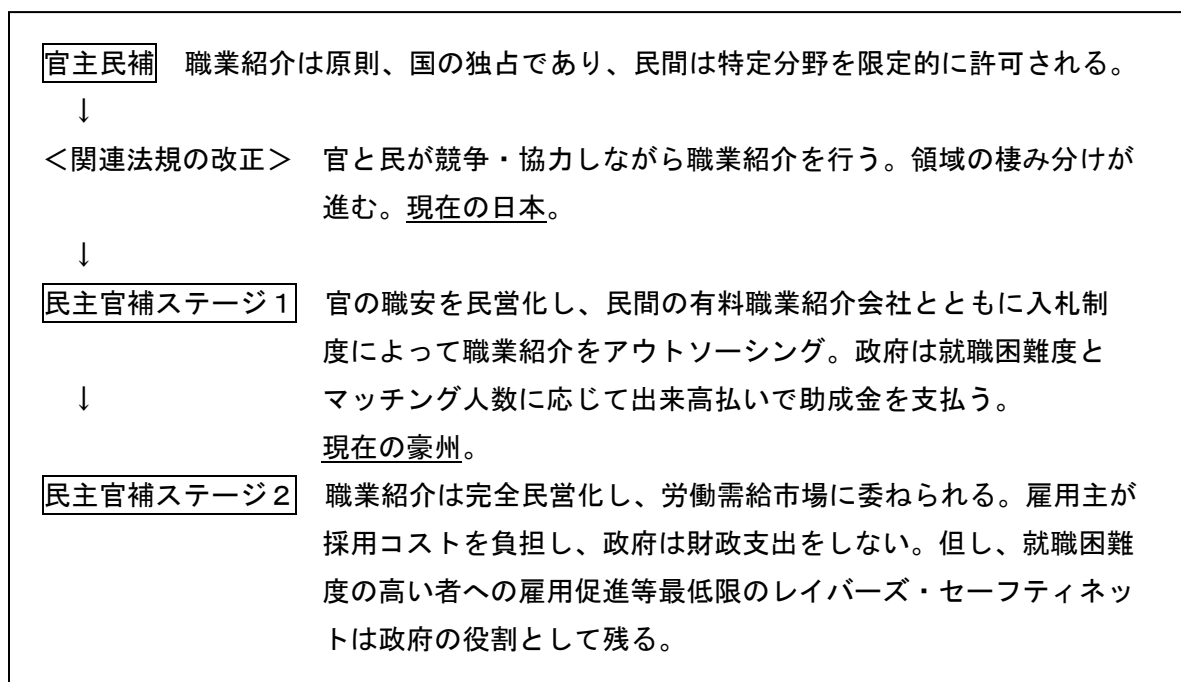 官主民補 職業紹介は原則、国の独占であり、民間は特定分野を限定的に許可される。
↓
＜関連法規の改正＞ 官と民が競争・協力しながら職業紹介を行う。領域の棲み分けが
進む。現在の日本。
↓
民主官補ステージ１ 官の職安を民営化し、民間の有料職業紹介会社とともに入札制
度によって職業紹介をアウトソーシング。政府は就職困難度と
↓ マッチング人数に応じて出来高払いで助成金を支払う。
現在の豪州。
民主官補ステージ２ 職業紹介は完全民営化し、労働需給市場に委ねられる。雇用主が
採用コストを負担し、政府は財政支出をしない。但し、就職困難
度の高い者への雇用促進等最低限のレイバーズ・セーフティネッ
トは政府の役割として残る。